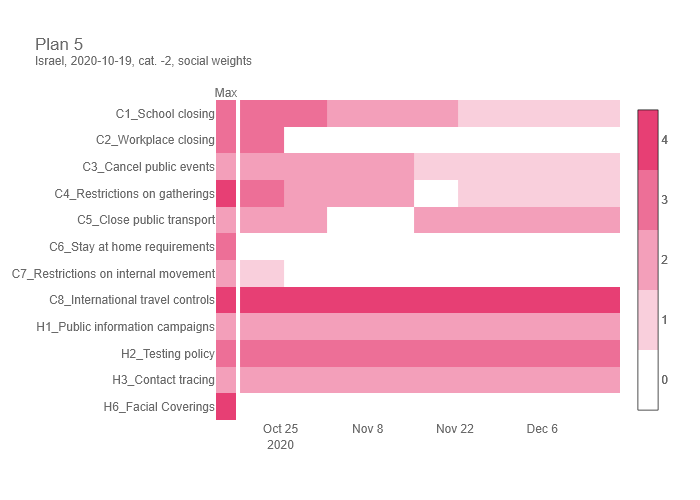 Plan 5
Israel, 2020-10-19, cat. -2, social weights
Max
C1_School closing
C2_Workplace closing
C3_Cancel public events
C4_Restrictions on gatherings
C5_Close public transport
C6_Stay at home requirements
C7_Restrictions on internal movement
C8_International travel controls
H1_Public information campaigns
H2_Testing policy
H3_Contact tracing
H6_Facial Coverings
Oct 25 Nov 8 Nov 22 Dec 6
2020
4
3
2
1
0